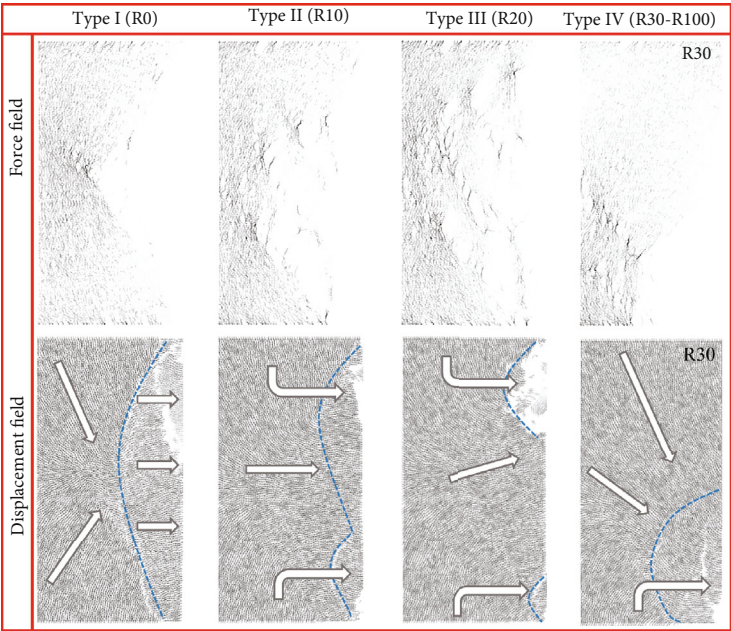 Type I (R0)
Type II (R10)
Type III (R20)
Type IV (R30-R100)
Force field
R30
Displacement field
R30